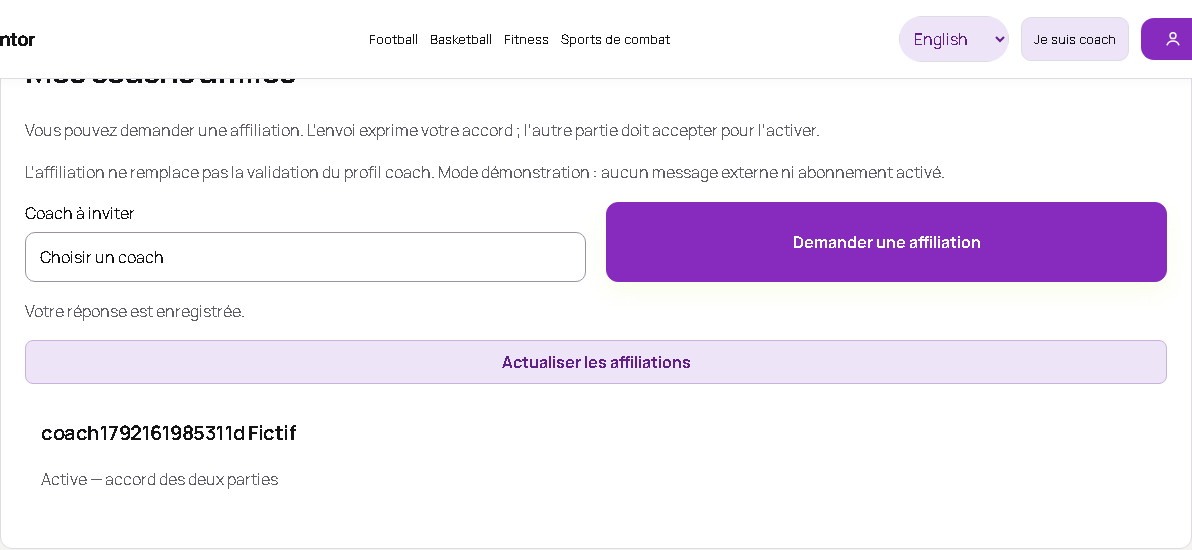 ntor
Football Basketball Fitness Sports de combat
English
Je suis coach
Mes coachs affiliés
Vous pouvez demander une affiliation. L'envoi exprime votre accord ; l'autre partie doit accepter pour l'activer.
L'affiliation ne remplace pas la validation du profil coach. Mode démonstration : aucun message externe ni abonnement activé.
Coach à inviter
Choisir un coach
Demander une affiliation
Votre réponse est enregistrée.
Actualiser les affiliations
coach1792161985311d Fictif
Active — accord des deux parties